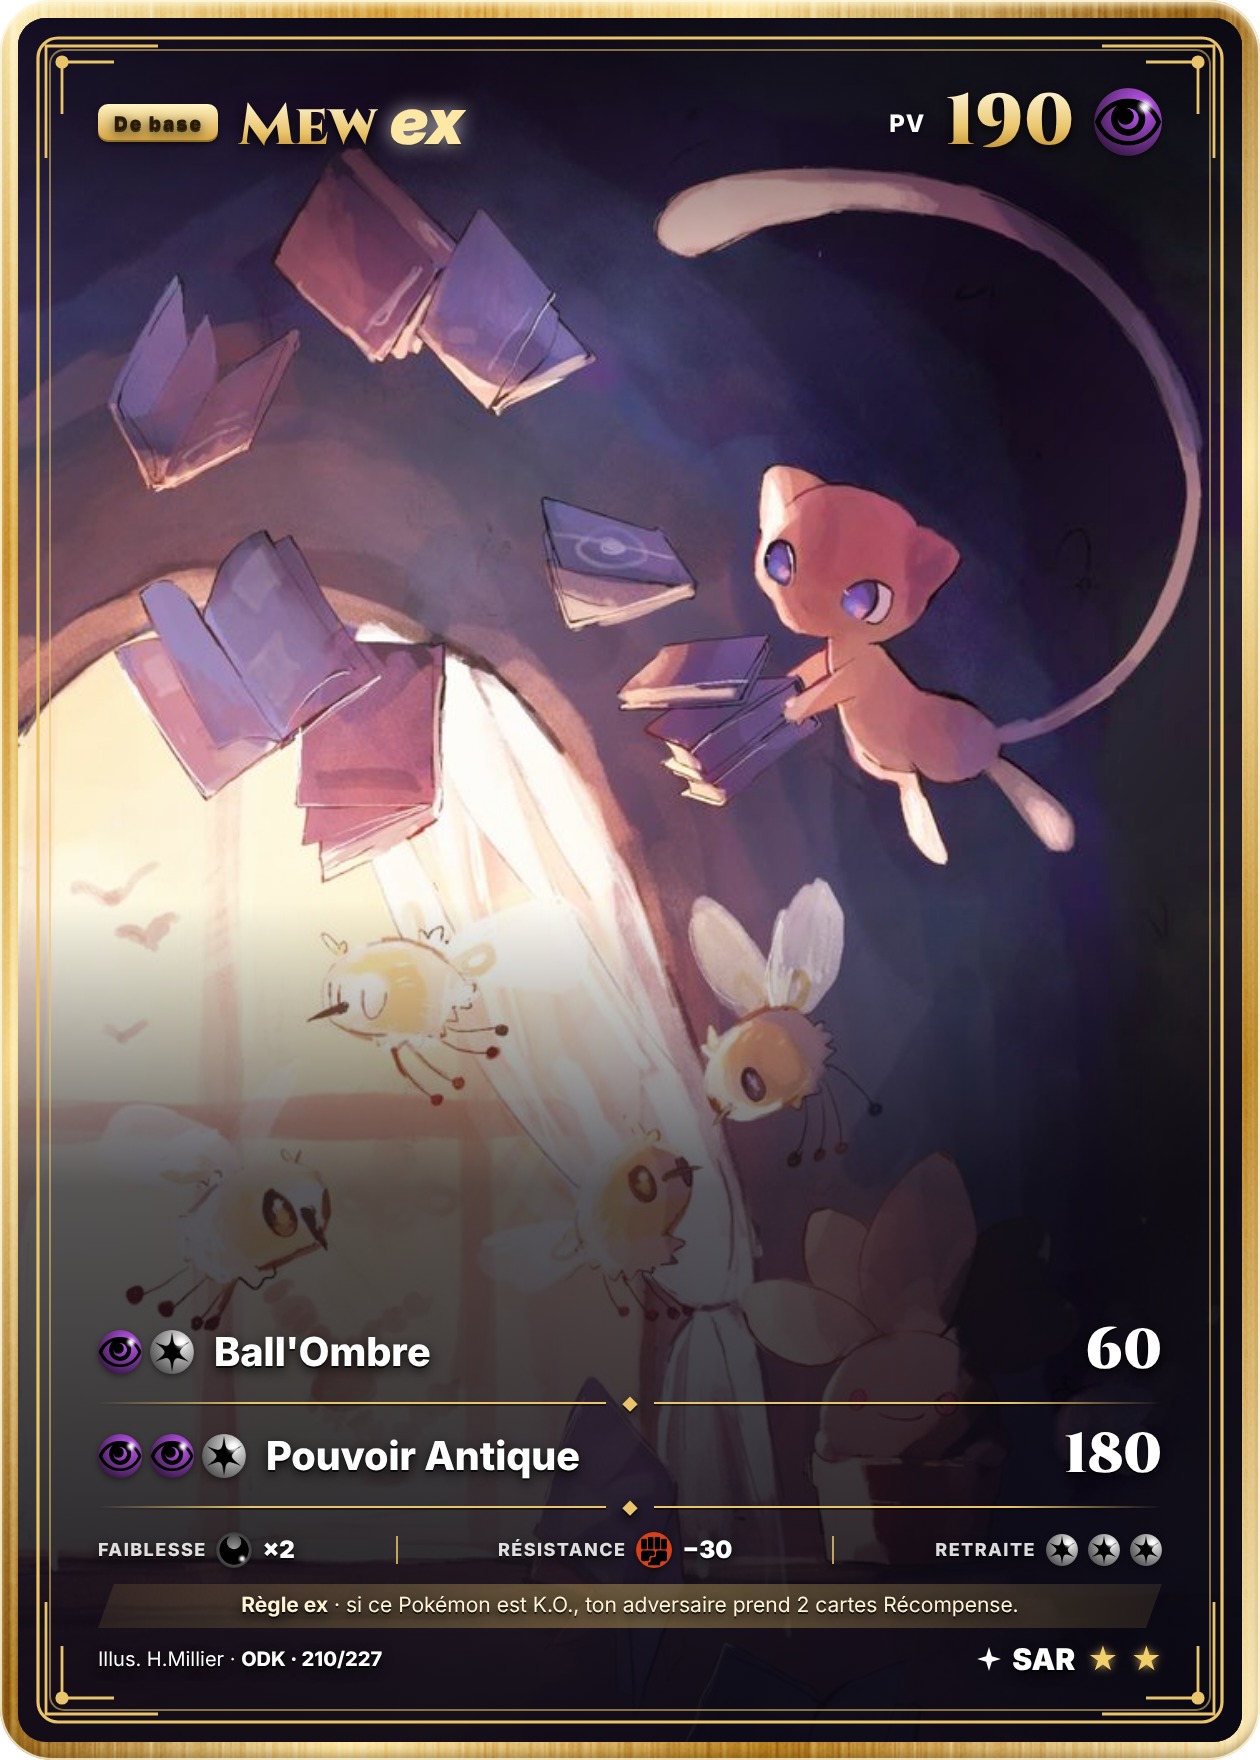 De base Mew ex PV 190
Ball'Ombre 60
Pouvoir Antique 180
FAIBLESSE ×2 RÉSISTANCE −30 RETRAITE
Règle ex · si ce Pokémon est K.O., ton adversaire prend 2 cartes Récompense.
Illus. H.Millier · ODK · 210/227 SAR